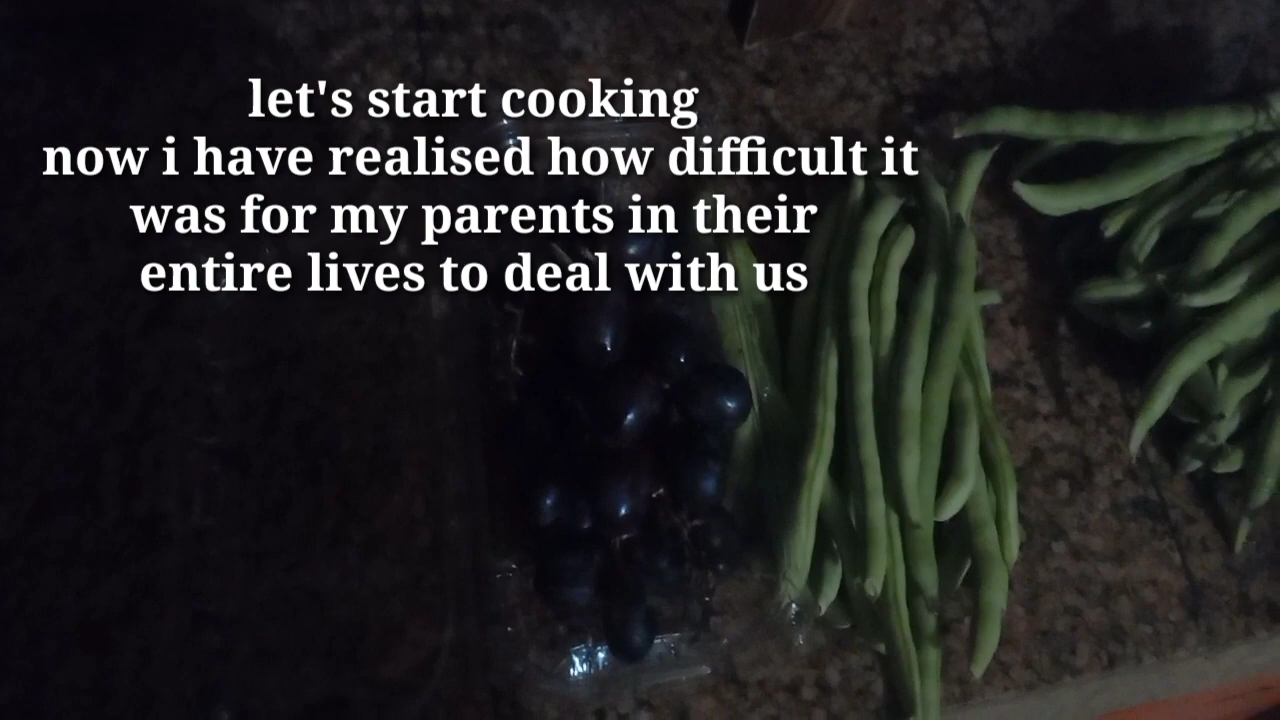 let's start cooking
now i have realised how difficult it
was for my parents in their
entire lives to deal with us